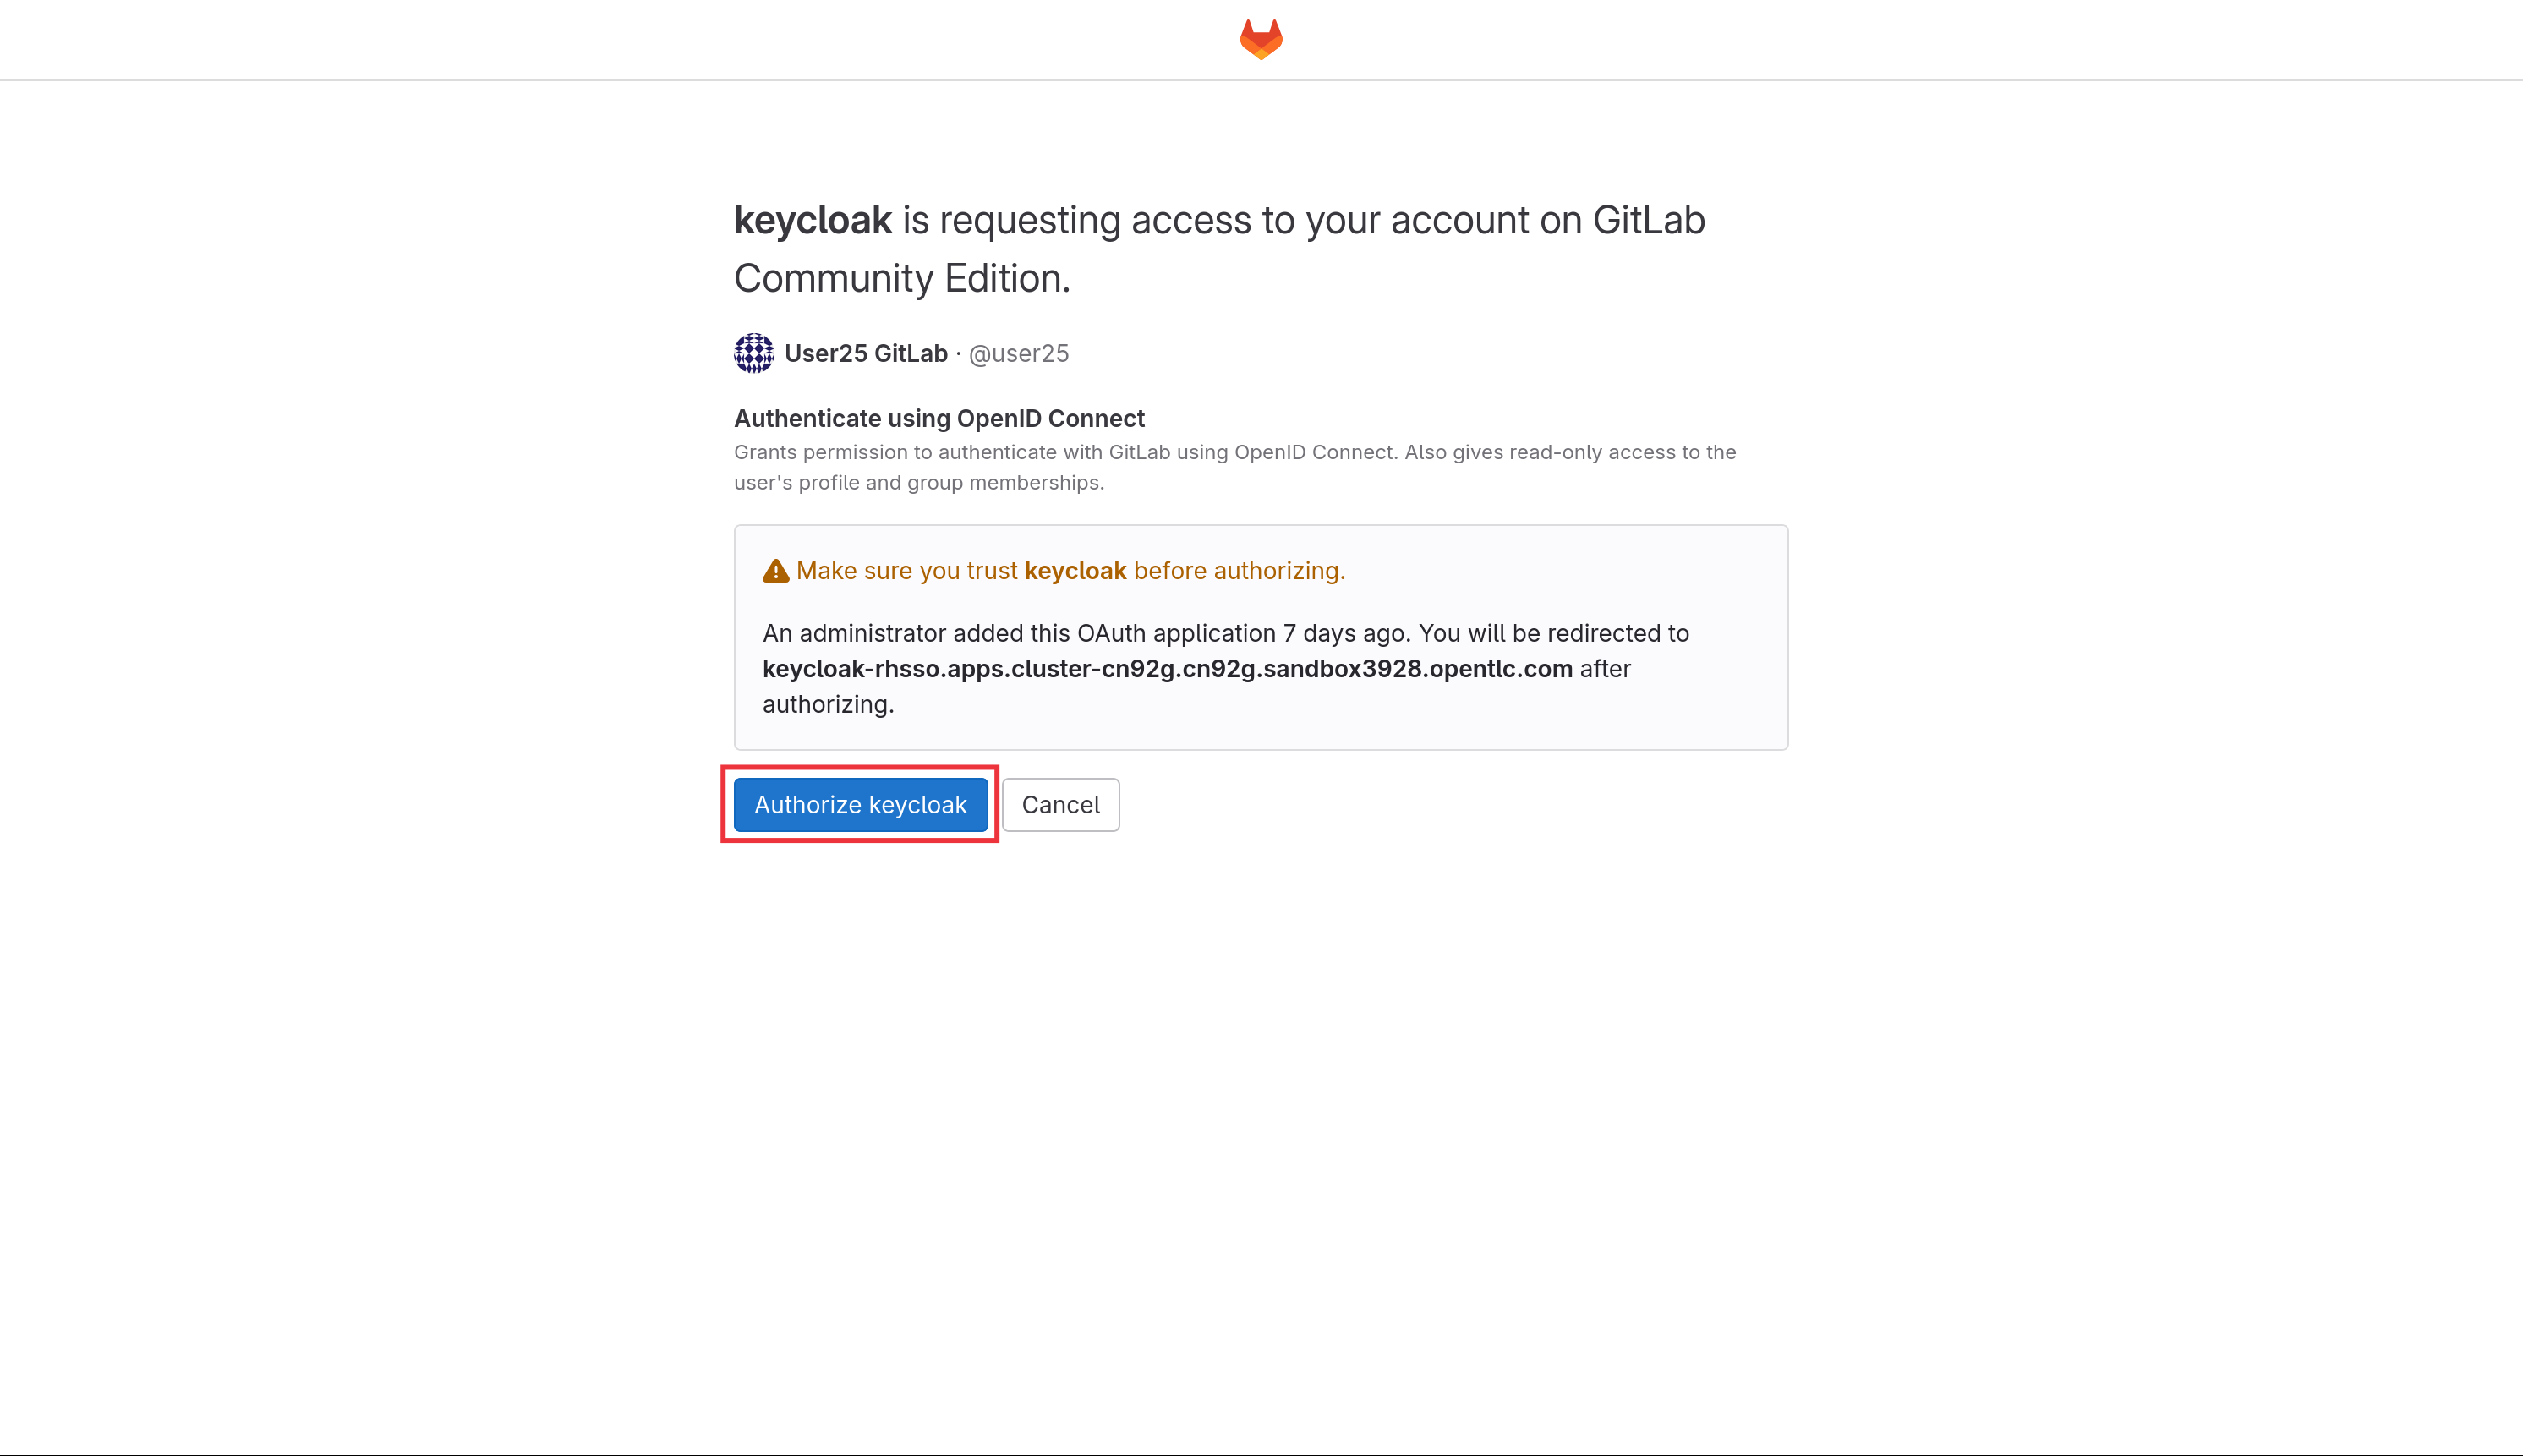 keycloak is requesting access to your account on GitLab
Community Edition.
User25 GitLab · @user25
Authenticate using OpenID Connect
Grants permission to authenticate with GitLab using OpenID Connect. Also gives read-only access to the
user's profile and group memberships.
Make sure you trust keycloak before authorizing.
An administrator added this OAuth application 7 days ago. You will be redirected to
keycloak-rhsso.apps.cluster-cn92g.cn92g.sandbox3928.opentlc.com after
authorizing.
Authorize keycloak Cancel